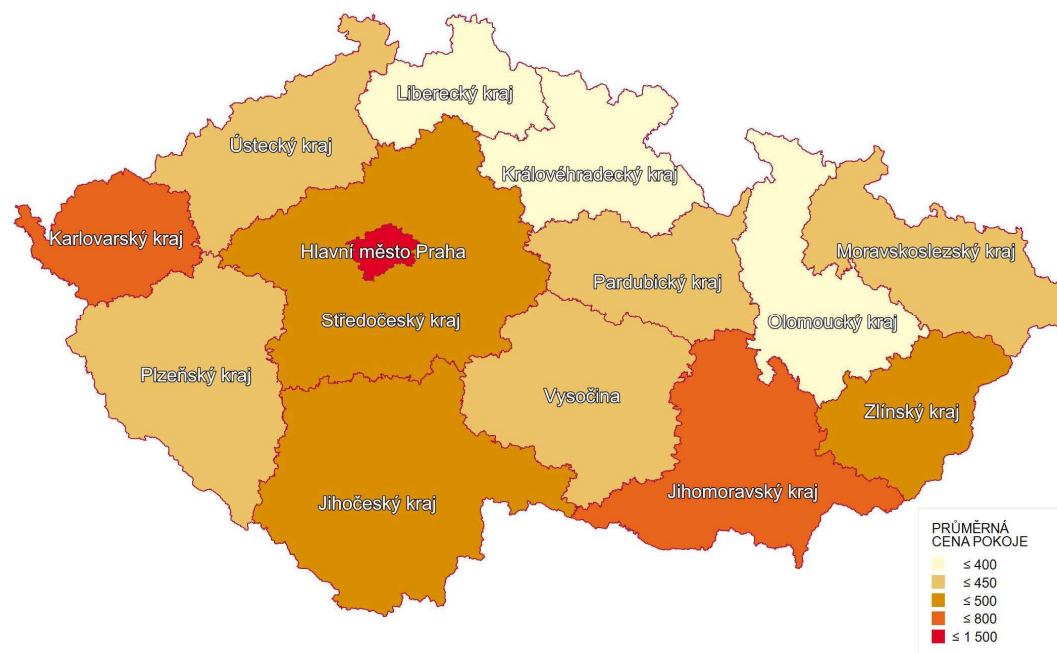 Liberecký kraj
Ústecký kraj
Královéhradecký kraj
Karlovarský kraj
Hlavní město Praha
Moravskoslezský kraj
Pardubický kraj
Středočeský kraj
Olomoucký kraj
Plzeňský kraj
Vysočina
Zlínský kraj
Jihočeský kraj
Jihomoravský kraj
PRŮMĚRNÁ
CENA POKOJE
≤ 400
≤ 450
≤ 500
≤ 800
≤ 1 500